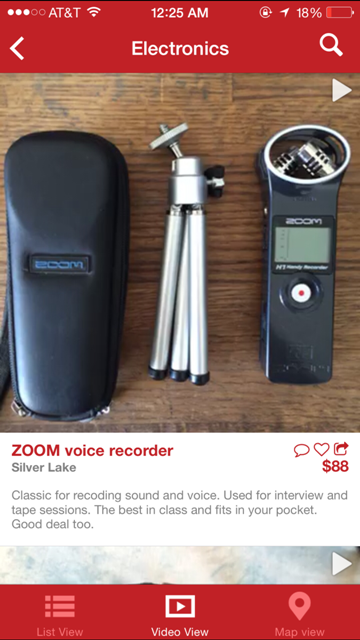 AT&T 12:25 AM 18%
Electronics
ZOOM
ZOOM
H1 Handy Recorder
ZOOM voice recorder
Silver Lake
$88
Classic for recoding sound and voice. Used for interview and
tape sessions. The best in class and fits in your pocket.
Good deal too.
List View Video View Map view